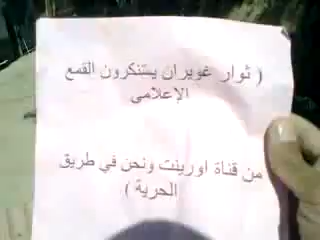 ( ثوار غويران يستنكرون القمع
الإعلامي
من قناة اورينت ونحن في طريق
الحرية )